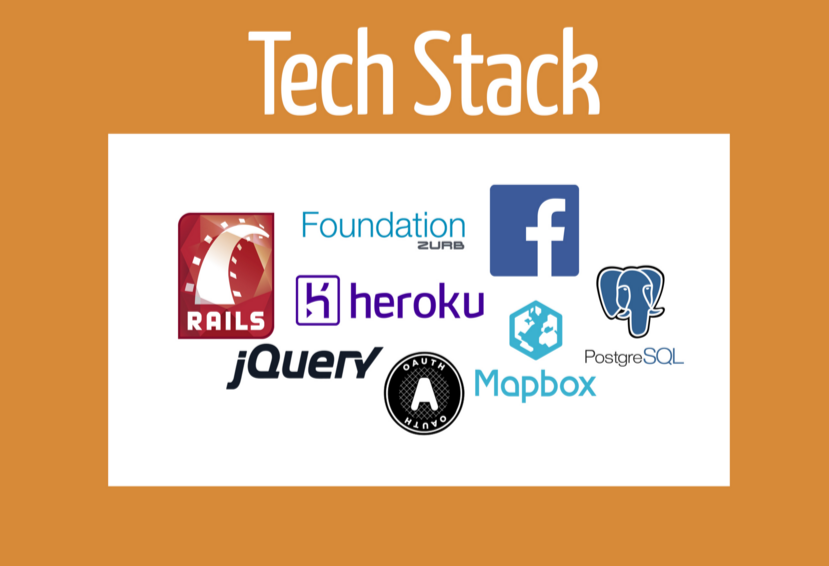 Tech Stack
Foundation
ZURB
f
RAILS
heroku
jQuery
OAUTH
A
OAUTH
Mapbox
PostgreSQL